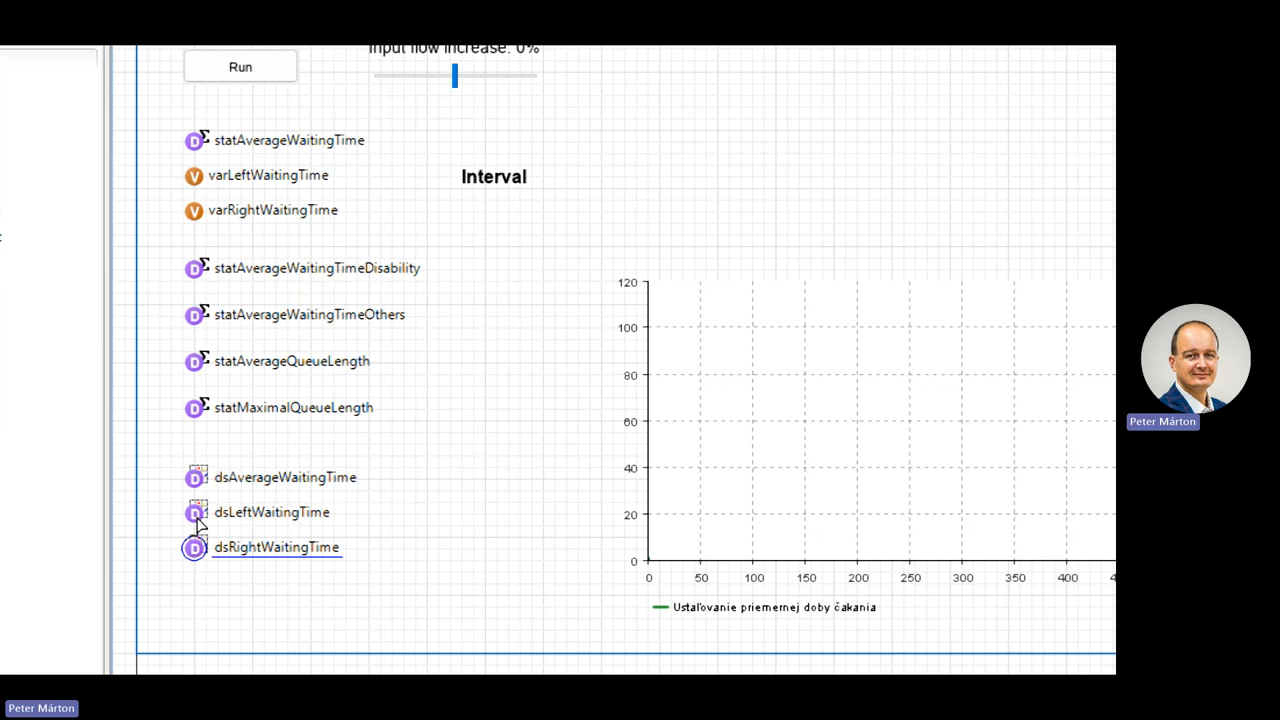 Input flow increase: 0%
Run
statAverageWaitingTime
varLeftWaitingTime
Interval
varRightWaitingTime
statAverageWaitingTimeDisability
statAverageWaitingTimeOthers
statAverageQueueLength
statMaximalQueueLength
dsAverageWaitingTime
dsLeftWaitingTime
dsRightWaitingTime
120
100
80
60
40
20
0
0 50 100 150 200 250 300 350 400
Ustaľovanie priemernej doby čakania
Peter Márton
Peter Márton